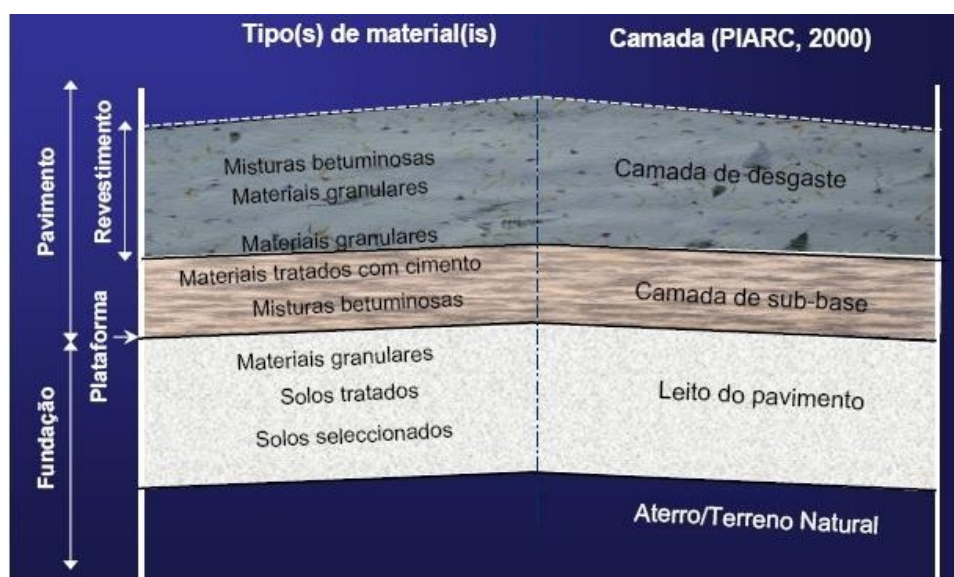 Tipo(s) de material(is)
Camada (PIARC, 2000)
Pavimento
Revestimento
Misturas betuminosas
Materiais granulares
Camada de desgaste
Materiais granulares
Materiais tratados com cimento
Misturas betuminosas
Camada de sub-base
Plataforma
Fundação
Materiais granulares
Solos tratados
Solos seleccionados
Leito do pavimento
Aterro/Terreno Natural